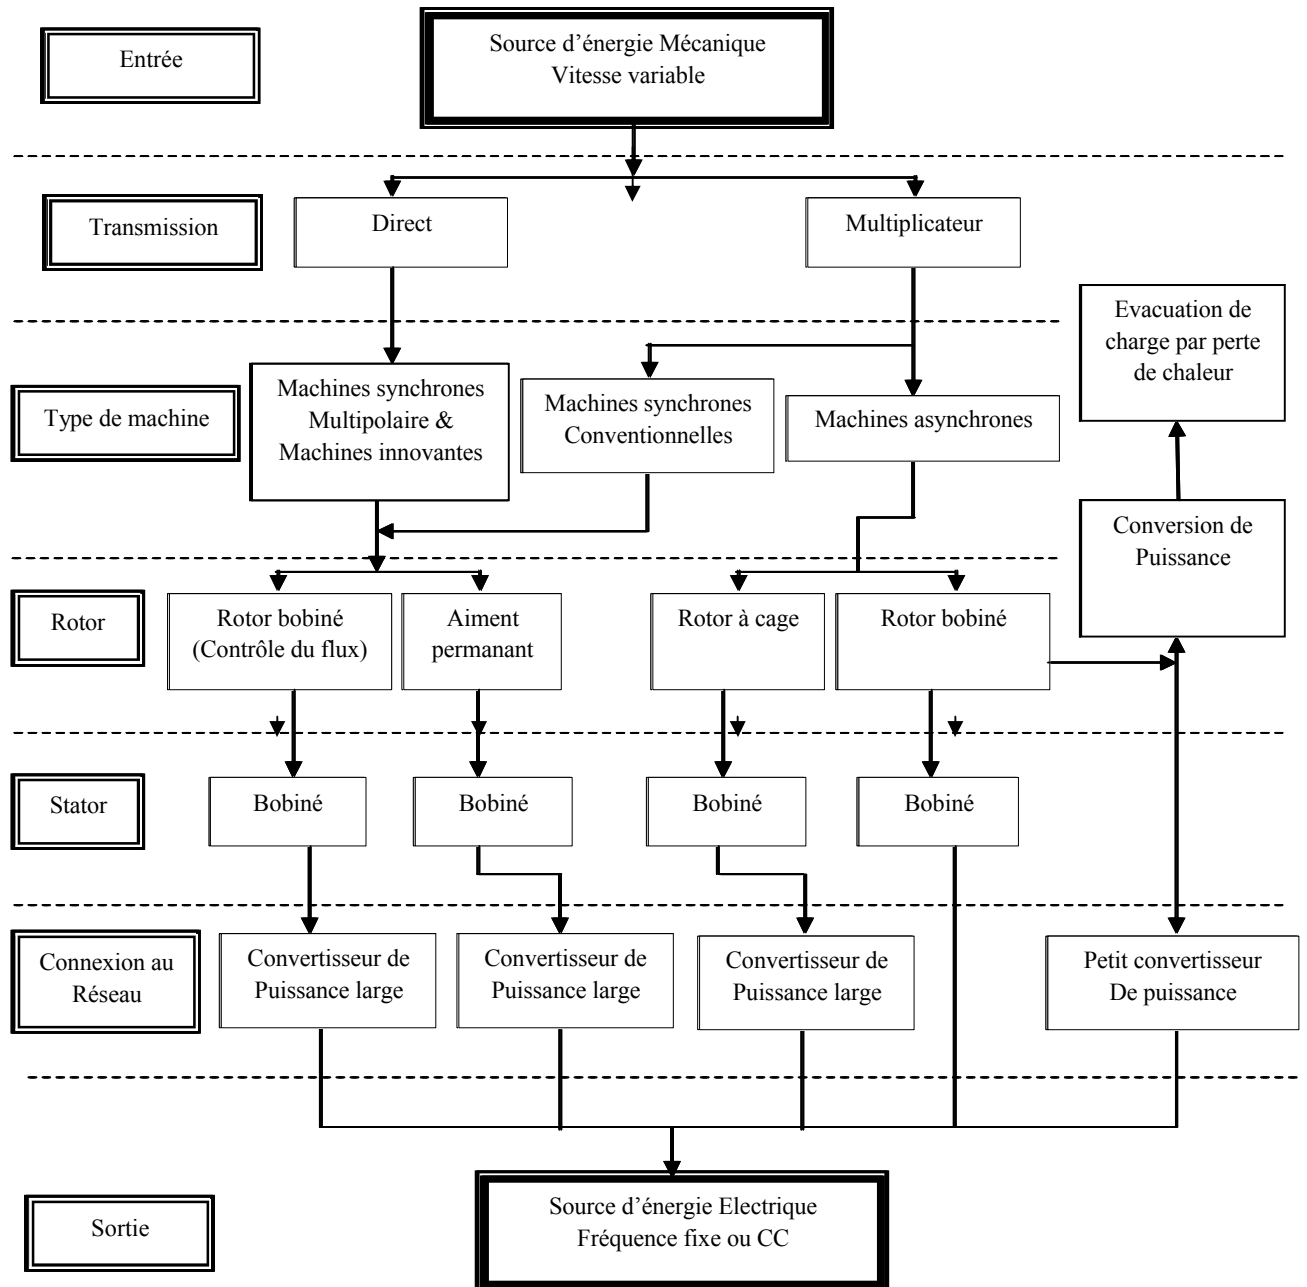 Entrée
Source d’énergie Mécanique
Vitesse variable
Transmission
Direct
Multiplicateur
Evacuation de
charge par perte
de chaleur
Type de machine
Machines synchrones
Multipolaire &
Machines innovantes
Machines synchrones
Conventionnelles
Machines asynchrones
Conversion de
Puissance
Rotor
Rotor bobiné
(Contrôle du flux)
Aiment
permanant
Rotor à cage
Rotor bobiné
Stator
Bobiné
Bobiné
Bobiné
Bobiné
Connexion au
Réseau
Convertisseur de
Puissance large
Convertisseur de
Puissance large
Convertisseur de
Puissance large
Petit convertisseur
De puissance
Sortie
Source d’énergie Electrique
Fréquence fixe ou CC